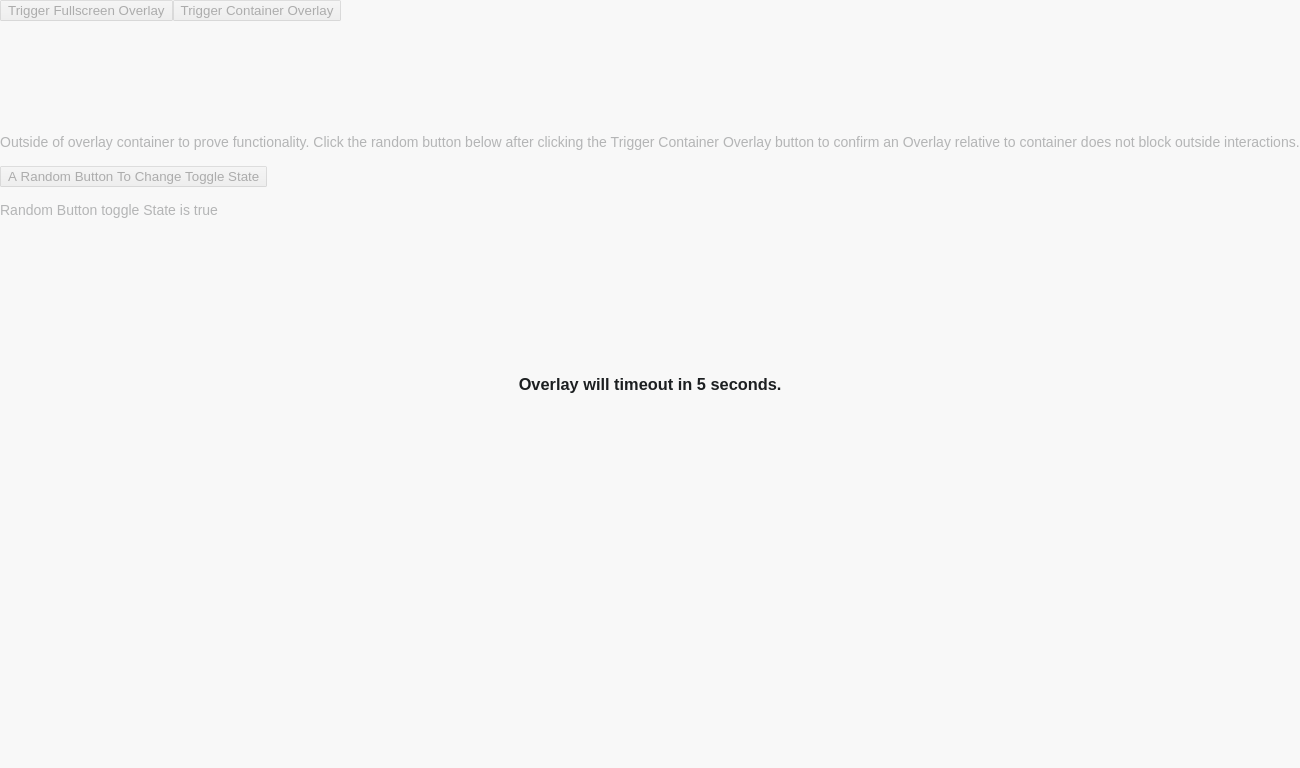 Trigger Fullscreen Overlay Trigger Container Overlay
Outside of overlay container to prove functionality. Click the random button below after clicking the Trigger Container Overlay button to confirm an Overlay relative to container does not block outside interactions.
A Random Button To Change Toggle State
Random Button toggle State is true
Overlay will timeout in 5 seconds.